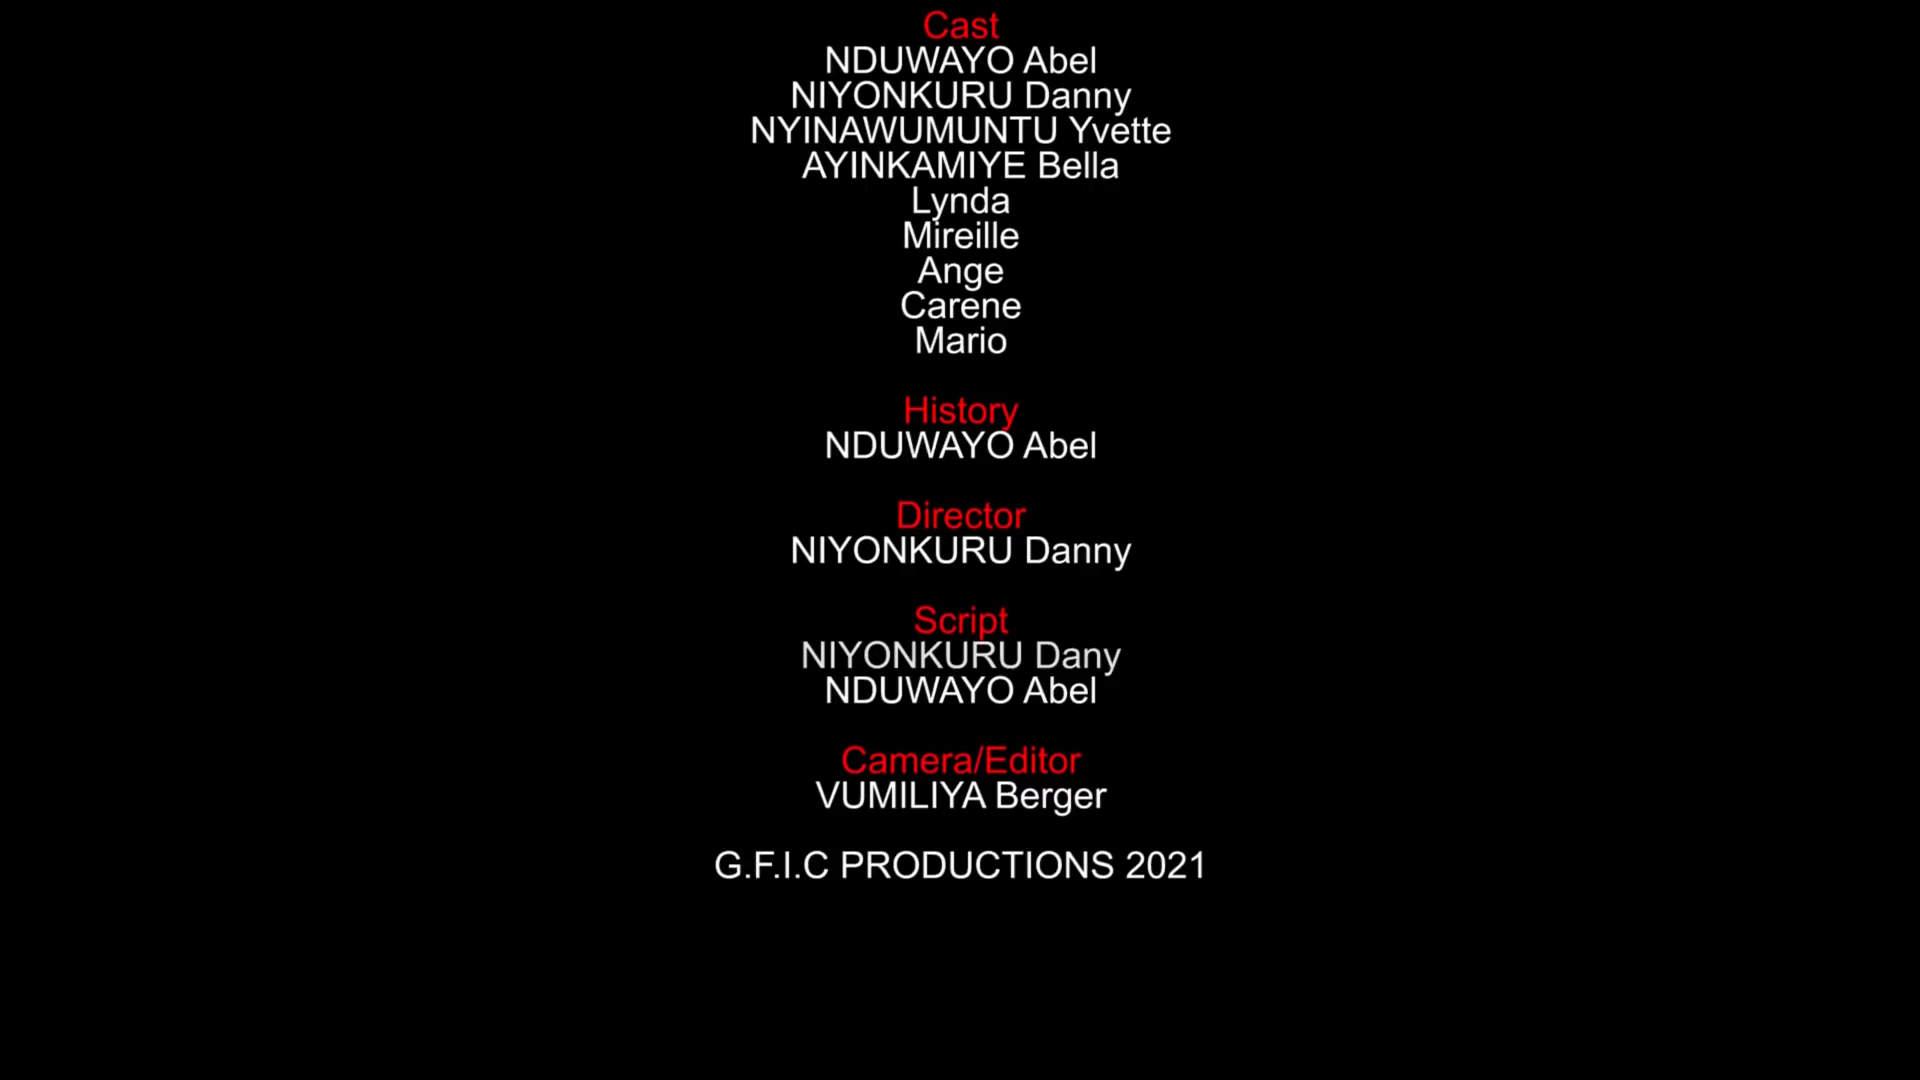 Cast
NDUWAYO Abel
NIYONKURU Danny
NYINAWUMUNTU Yvette
AYINKAMIYE Bella
Lynda
Mireille
Ange
Carene
Mario
History
NDUWAYO Abel
Director
NIYONKURU Danny
Script
NIYONKURU Dany
NDUWAYO Abel
Camera/Editor
VUMILIYA Berger
G.F.I.C PRODUCTIONS 2021